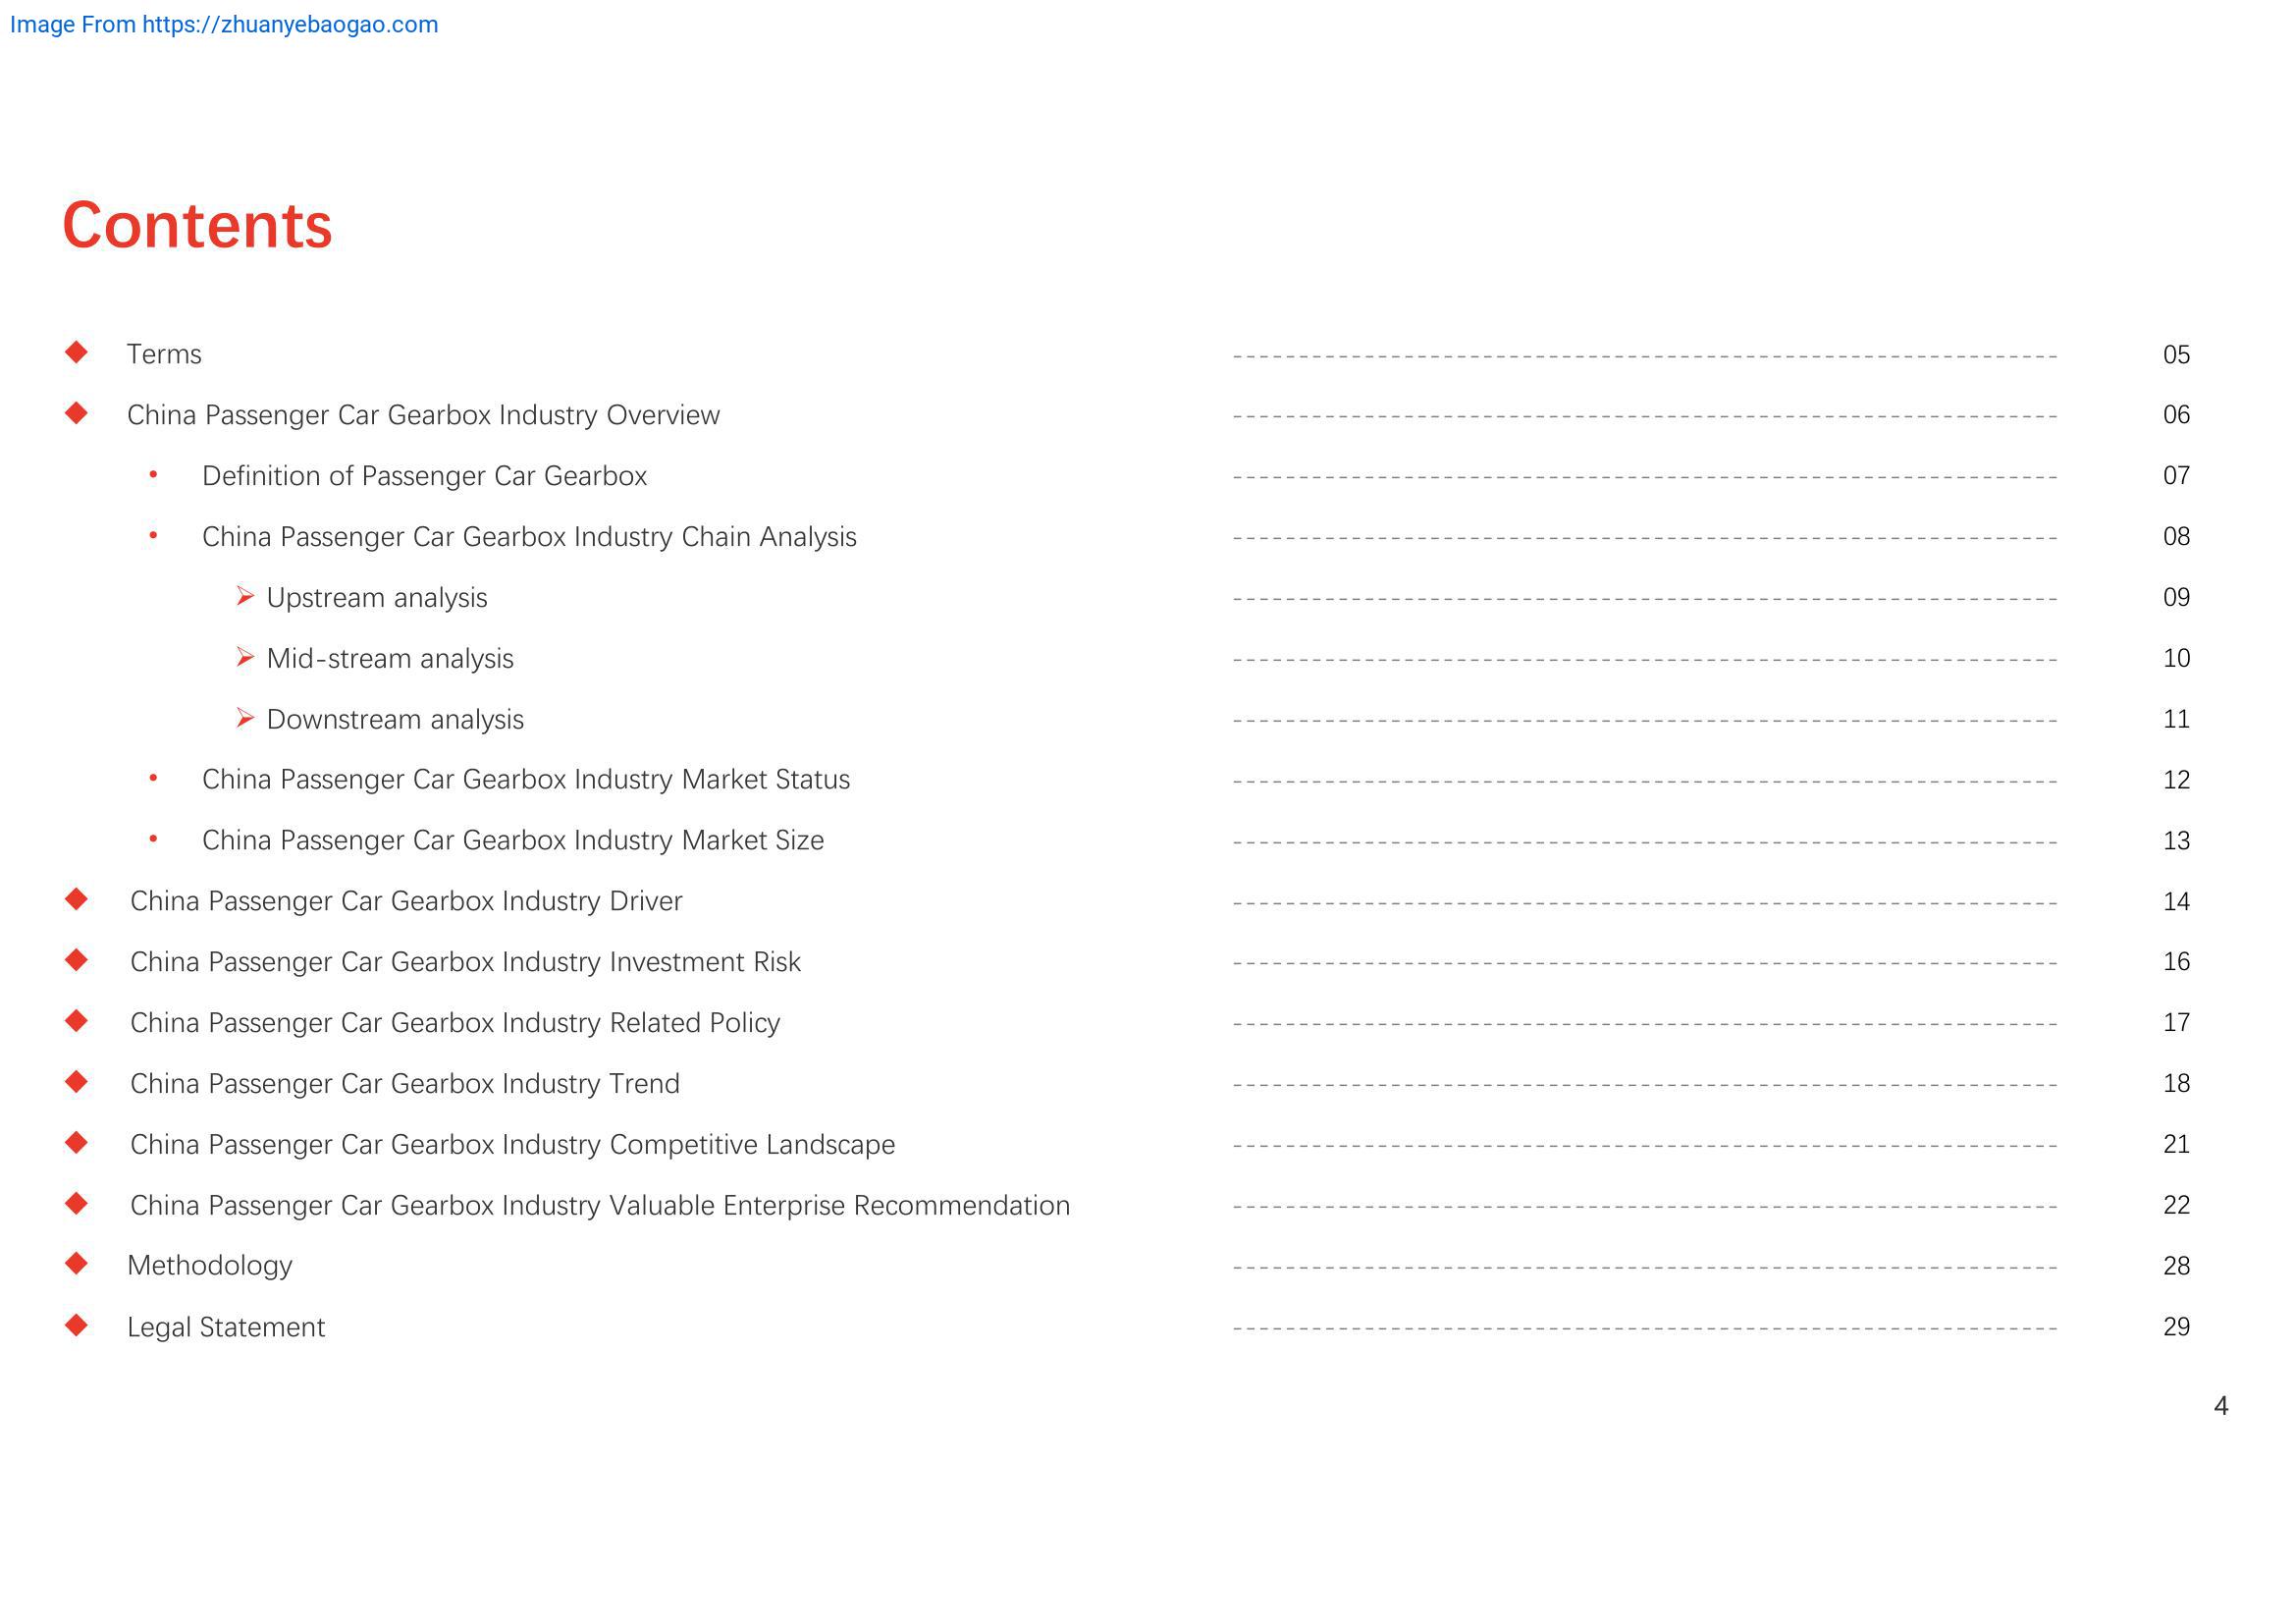 Image From https://zhuanyebaogao.com
Contents
◆ Terms -------------------- 05
◆ China Passenger Car Gearbox Industry Overview -------------------- 06
• Definition of Passenger Car Gearbox -------------------- 07
• China Passenger Car Gearbox Industry Chain Analysis -------------------- 08
➢ Upstream analysis -------------------- 09
➢ Mid-stream analysis -------------------- 10
➢ Downstream analysis -------------------- 11
• China Passenger Car Gearbox Industry Market Status -------------------- 12
• China Passenger Car Gearbox Industry Market Size -------------------- 13
◆ China Passenger Car Gearbox Industry Driver -------------------- 14
◆ China Passenger Car Gearbox Industry Investment Risk -------------------- 16
◆ China Passenger Car Gearbox Industry Related Policy -------------------- 17
◆ China Passenger Car Gearbox Industry Trend -------------------- 18
◆ China Passenger Car Gearbox Industry Competitive Landscape -------------------- 21
◆ China Passenger Car Gearbox Industry Valuable Enterprise Recommendation -------------------- 22
◆ Methodology -------------------- 28
◆ Legal Statement -------------------- 29
4